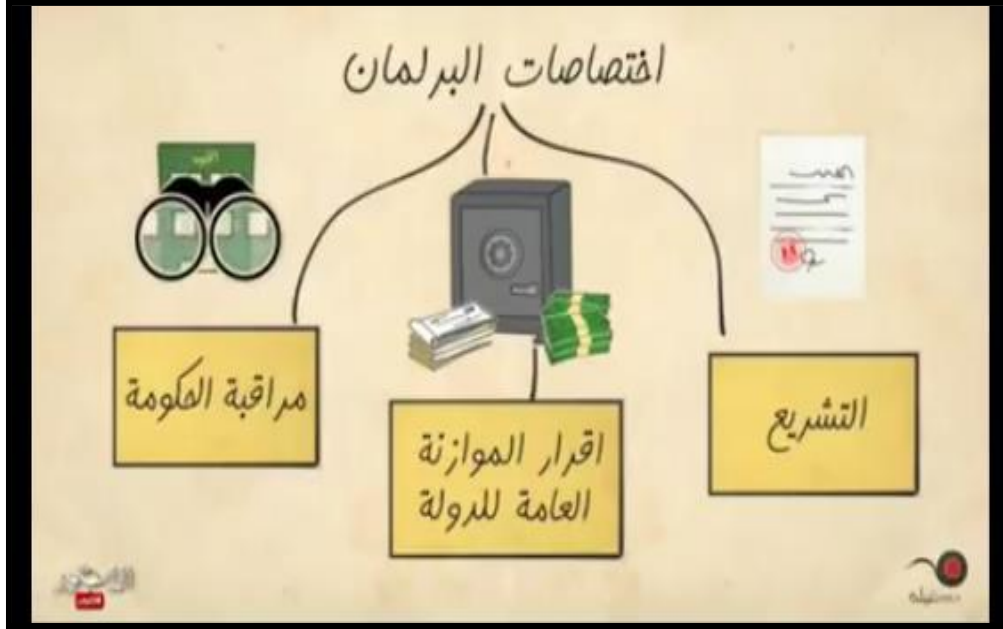 اختصاصات البرلمان
التشريع
اقرار الموازنة
العامة للدولة
مراقبة الحكومة